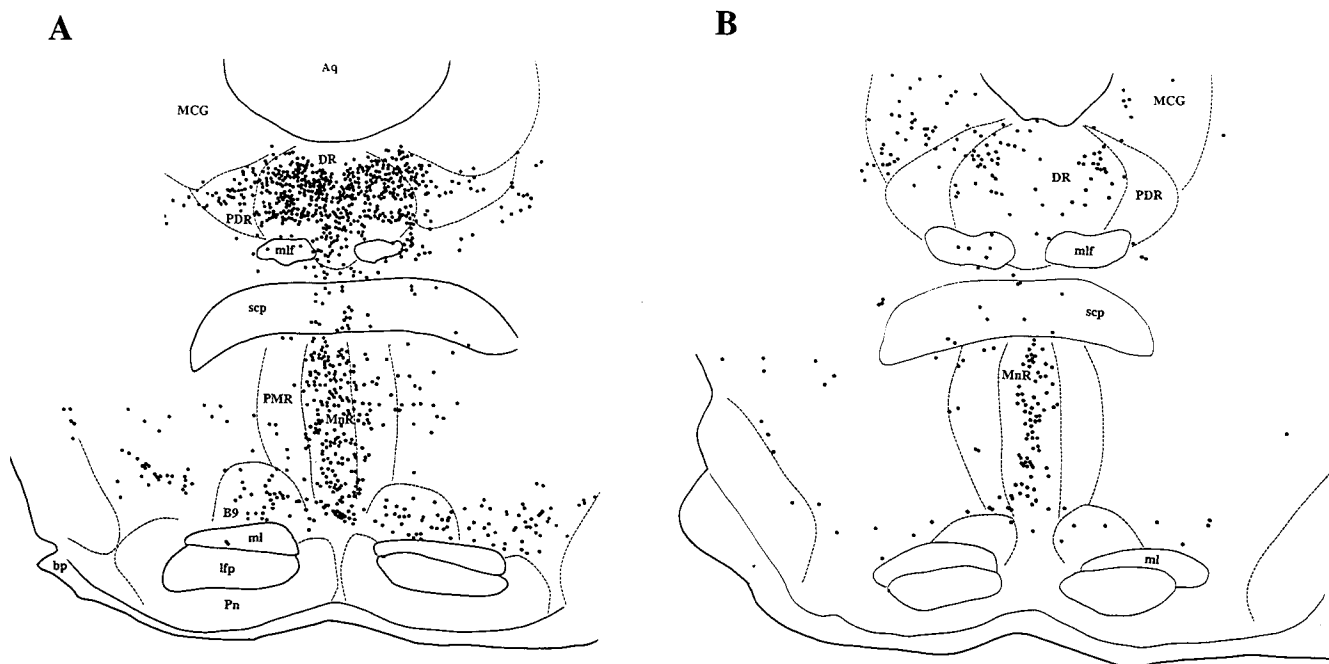 A
Aq
MCG
DR
PDR
mlf
scp
PMR
MnR
B9
ml
lfp
bp
Pn
B
MCG
DR
PDR
mlf
scp
MnR
ml